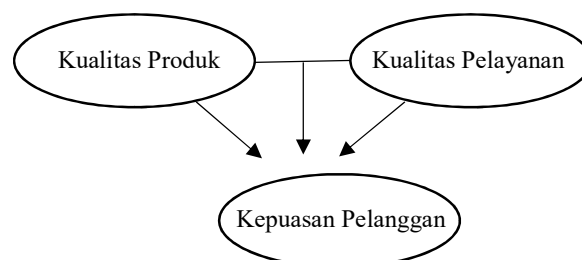 Kualitas Produk
Kualitas Pelayanan
Kepuasan Pelanggan